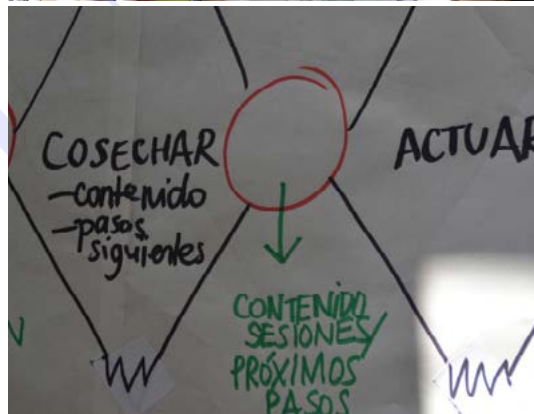 COSECHAR
-contenido
-pasos
siguientes
ACTUAR
CONTENIDO
SESIONES/
PRÓXIMOS
PASOS